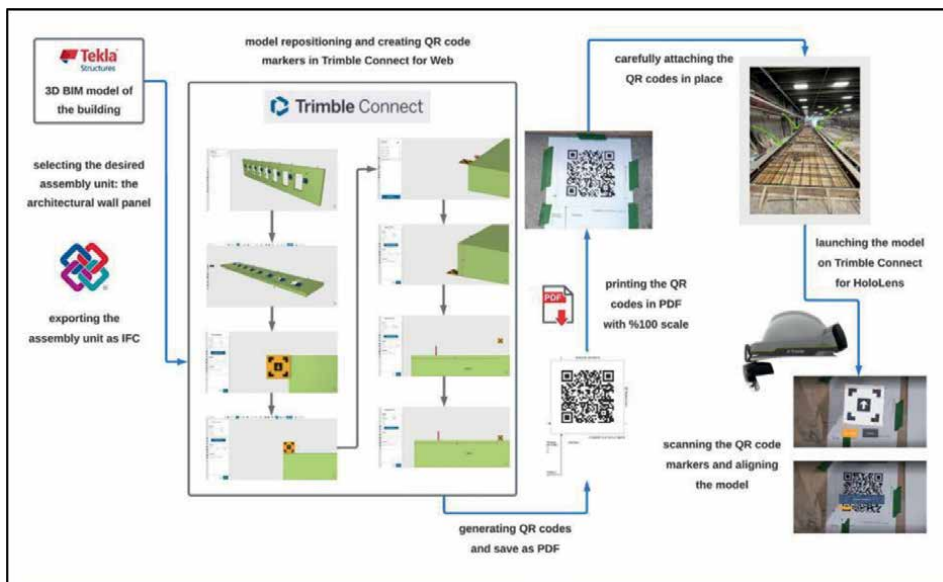 Tekla
Structures
3D BIM model of
the building
selecting the desired
assembly unit: the
architectural wall panel
exporting the
assembly unit as IFC
model repositioning and creating QR code
markers in Trimble Connect for Web
Trimble Connect
generating QR codes
and save as PDF
PDF
printing the QR
codes in PDF
with %100 scale
carefully attaching the
QR codes in place
launching the model
on Trimble Connect
for HoloLens
scanning the QR code
markers and aligning
the model